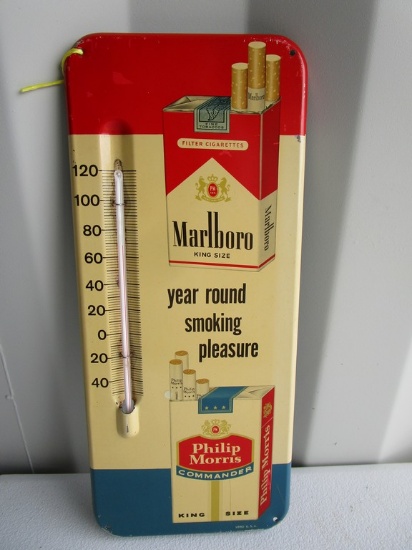 FILTER CIGARETTES
Marlboro
Marlboro
KING SIZE
Marlboro
120
100
80
60
40
20
0
20
40
year round
smoking
pleasure
Philip
Morris
COMMANDER
Philip Morris
KING SIZE